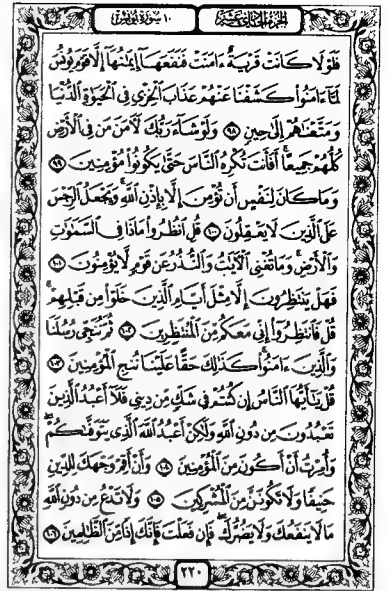 الجزء الحادي عشر
١٠ سورة يونس
فَلَوْلَا كَانَتْ قَرْيَةٌ ءَامَنَتْ فَنَفَعَهَآ إِيمَٰنُهَآ إِلَّا قَوْمَ يُونُسَ
لَمَّآ ءَامَنُوا۟ كَشَفْنَا عَنْهُمْ عَذَابَ ٱلْخِزْىِ فِى ٱلْحَيَوٰةِ ٱلدُّنْيَا
وَمَتَّعْنَٰهُمْ إِلَىٰ حِينٍ ٩٨ وَلَوْ شَآءَ رَبُّكَ لَءَامَنَ مَن فِى ٱلْأَرْضِ
كُلُّهُمْ جَمِيعًا ۚ أَفَأَنتَ تُكْرِهُ ٱلنَّاسَ حَتَّىٰ يَكُونُوا۟ مُؤْمِنِينَ ٩٩
وَمَا كَانَ لِنَفْسٍ أَن تُؤْمِنَ إِلَّا بِإِذْنِ ٱللَّهِ ۚ وَيَجْعَلُ ٱلرِّجْسَ
عَلَى ٱلَّذِينَ لَا يَعْقِلُونَ ١٠٠ قُلِ ٱنظُرُوا۟ مَاذَا فِى ٱلسَّمَٰوَٰتِ
وَٱلْأَرْضِ ۚ وَمَا تُغْنِى ٱلْءَايَٰتُ وَٱلنُّذُرُ عَن قَوْمٍ لَّا يُؤْمِنُونَ ١٠١
فَهَلْ يَنتَظِرُونَ إِلَّا مِثْلَ أَيَّامِ ٱلَّذِينَ خَلَوْا۟ مِن قَبْلِهِمْ ۚ
قُلْ فَٱنتَظِرُوٓا۟ إِنِّى مَعَكُم مِّنَ ٱلْمُنتَظِرِينَ ١٠٢ ثُمَّ نُنَجِّى رُسُلَنَا
وَٱلَّذِينَ ءَامَنُوا۟ ۚ كَذَٰلِكَ حَقًّا عَلَيْنَا نُنجِ ٱلْمُؤْمِنِينَ ١٠٣
قُلْ يَٰٓأَيُّهَا ٱلنَّاسُ إِن كُنتُمْ فِى شَكٍّ مِّن دِينِى فَلَآ أَعْبُدُ ٱلَّذِينَ
تَعْبُدُونَ مِن دُونِ ٱللَّهِ وَلَٰكِنْ أَعْبُدُ ٱللَّهَ ٱلَّذِى يَتَوَفَّىٰكُمْ ۖ
وَأُمِرْتُ أَنْ أَكُونَ مِنَ ٱلْمُؤْمِنِينَ ١٠٤ وَأَنْ أَقِمْ وَجْهَكَ لِلدِّينِ
حَنِيفًا وَلَا تَكُونَنَّ مِنَ ٱلْمُشْرِكِينَ ١٠٥ وَلَا تَدْعُ مِن دُونِ ٱللَّهِ
مَا لَا يَنفَعُكَ وَلَا يَضُرُّكَ ۖ فَإِن فَعَلْتَ فَإِنَّكَ إِذًا مِّنَ ٱلظَّٰلِمِينَ ١٠٦
٢٢٠